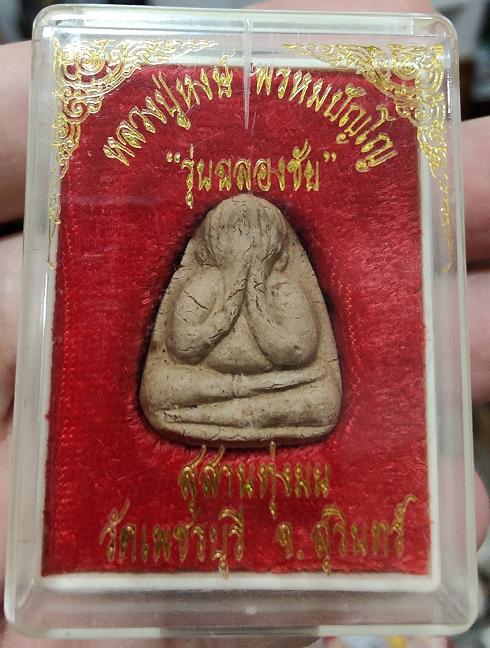 หลวงปู่หงษ์ พรหมปัญโญ
"รุ่นฉลองชัย"
สุสานทุ่งมน
วัดเพชรบุรี จ.สุรินทร์